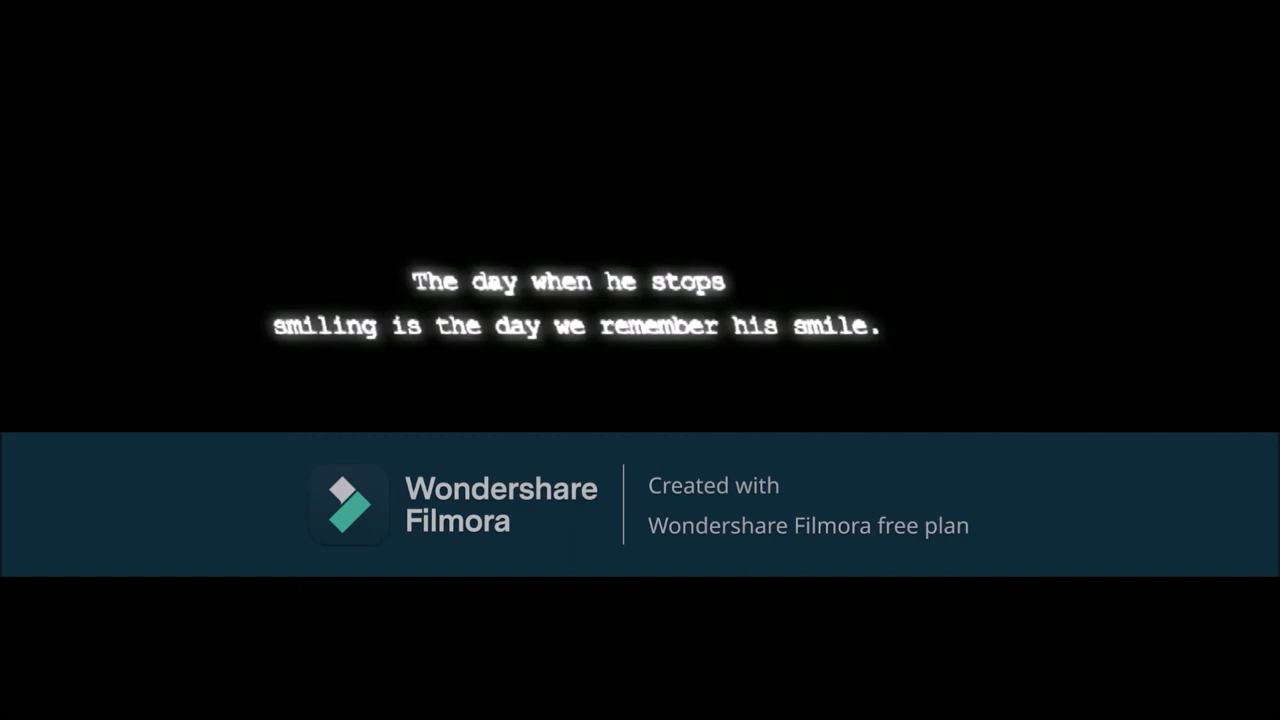 The day when he stops
smiling is the day we remember his smile.
Wondershare
Filmora
Created with
Wondershare Filmora free plan